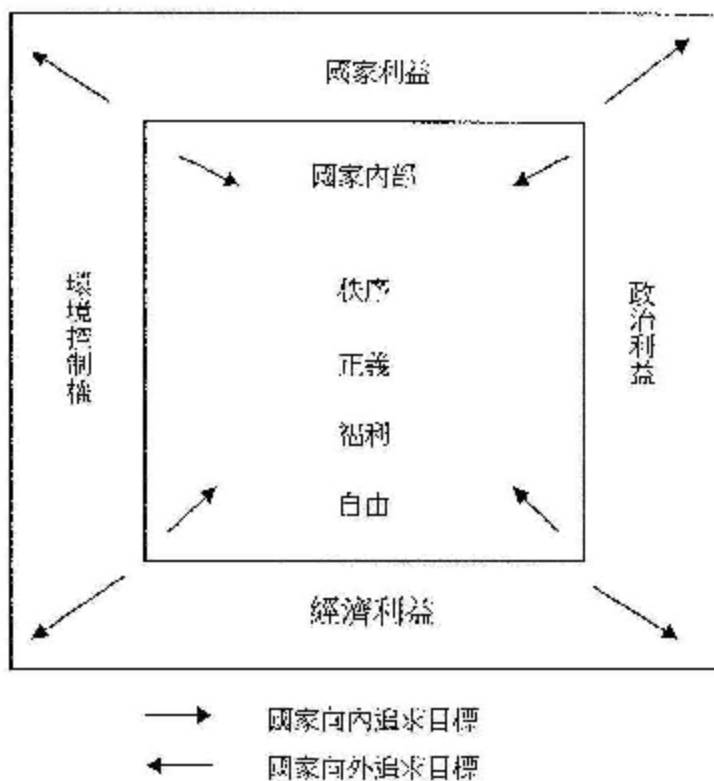 國家利益
國家內部
環境控制權
秩序
正義
福利
自由
政治利益
經濟利益
國家向內追求目標
國家向外追求目標